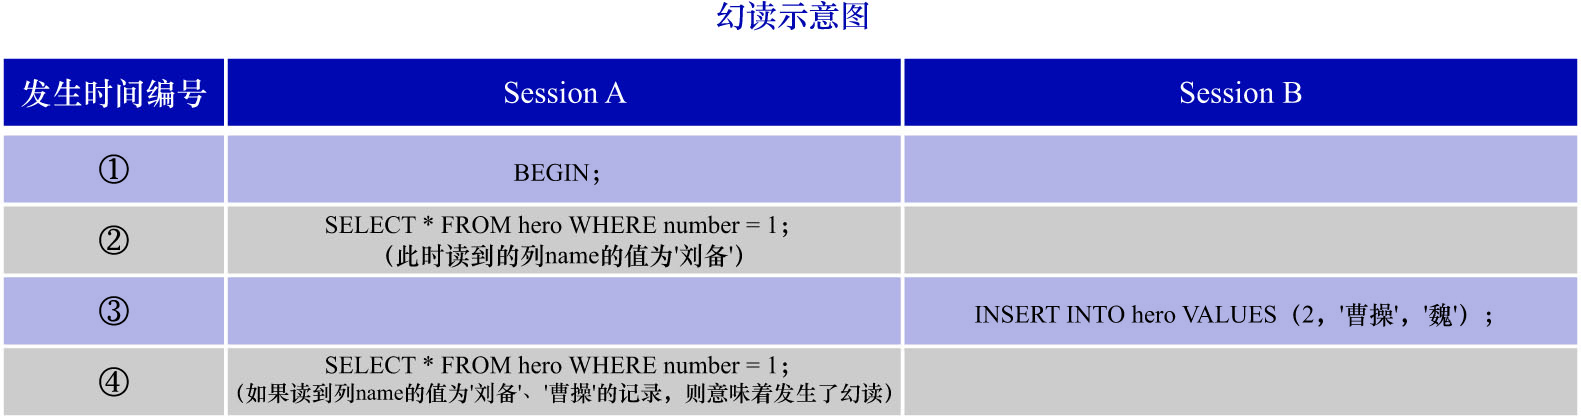 幻读示意图
发生时间编号 Session A Session B
① BEGIN；
② SELECT * FROM hero WHERE number = 1；
（此时读到的列name的值为'刘备'）
③ INSERT INTO hero VALUES（2，'曹操'，'魏'）；
④ SELECT * FROM hero WHERE number = 1；
（如果读到列name的值为'刘备'、'曹操'的记录，则意味着发生了幻读）